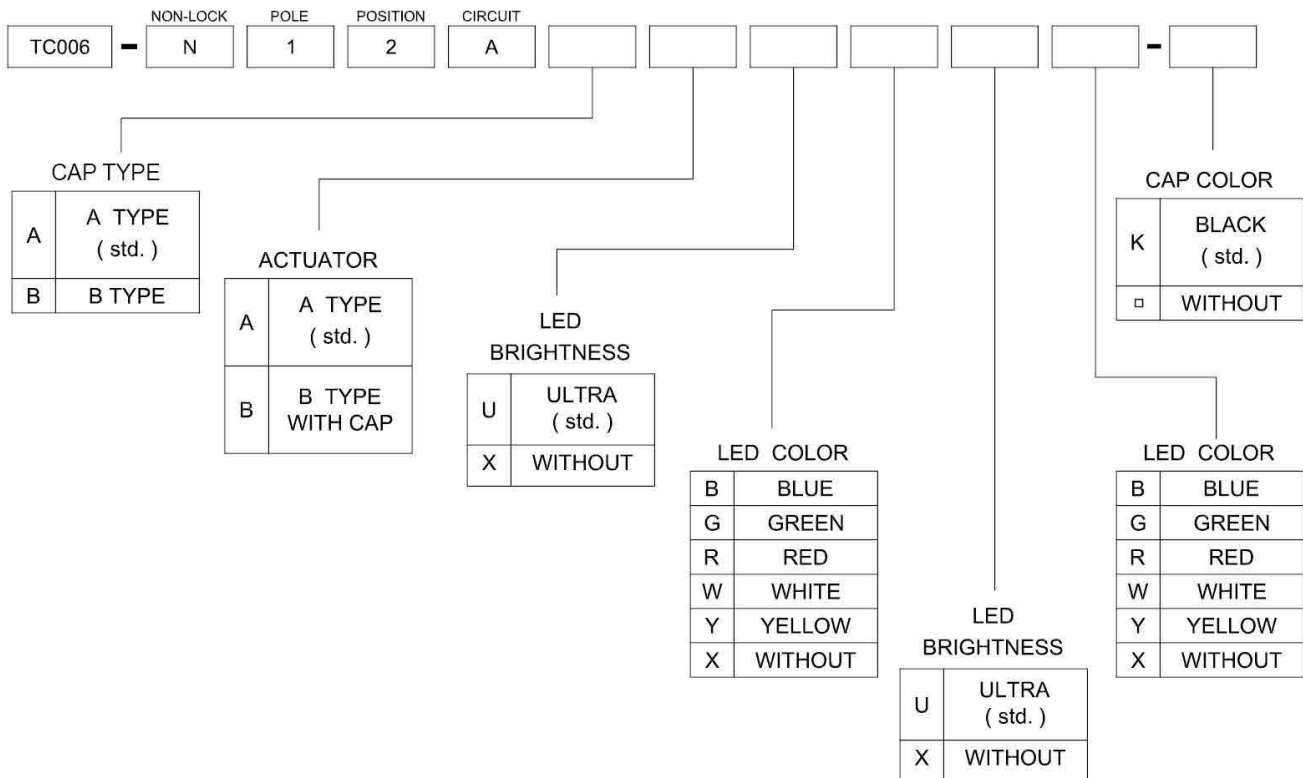 NON-LOCK POLE POSITION CIRCUIT
TC006 - N 1 2 A -
CAP TYPE
A A TYPE
( std. )
B B TYPE
ACTUATOR
A A TYPE
( std. )
B B TYPE
WITH CAP
LED
BRIGHTNESS
U ULTRA
( std. )
X WITHOUT
LED COLOR
B BLUE
G GREEN
R RED
W WHITE
Y YELLOW
X WITHOUT
LED
BRIGHTNESS
U ULTRA
( std. )
X WITHOUT
CAP COLOR
K BLACK
( std. )
□ WITHOUT
LED COLOR
B BLUE
G GREEN
R RED
W WHITE
Y YELLOW
X WITHOUT